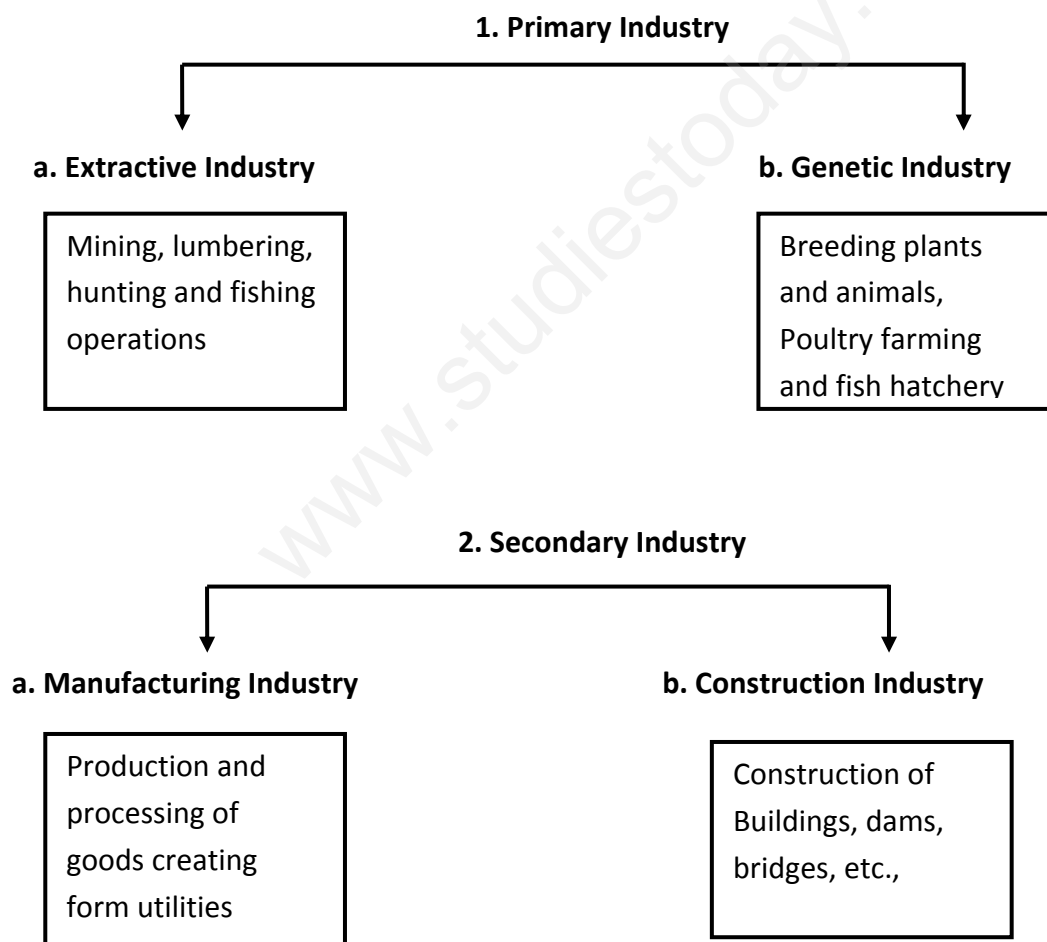 1. Primary Industry
a. Extractive Industry
b. Genetic Industry
Mining, lumbering,
hunting and fishing
operations
Breeding plants
and animals,
Poultry farming
and fish hatchery
www.studiestoday.
2. Secondary Industry
a. Manufacturing Industry
b. Construction Industry
Production and
processing of
goods creating
form utilities
Construction of
Buildings, dams,
bridges, etc.,